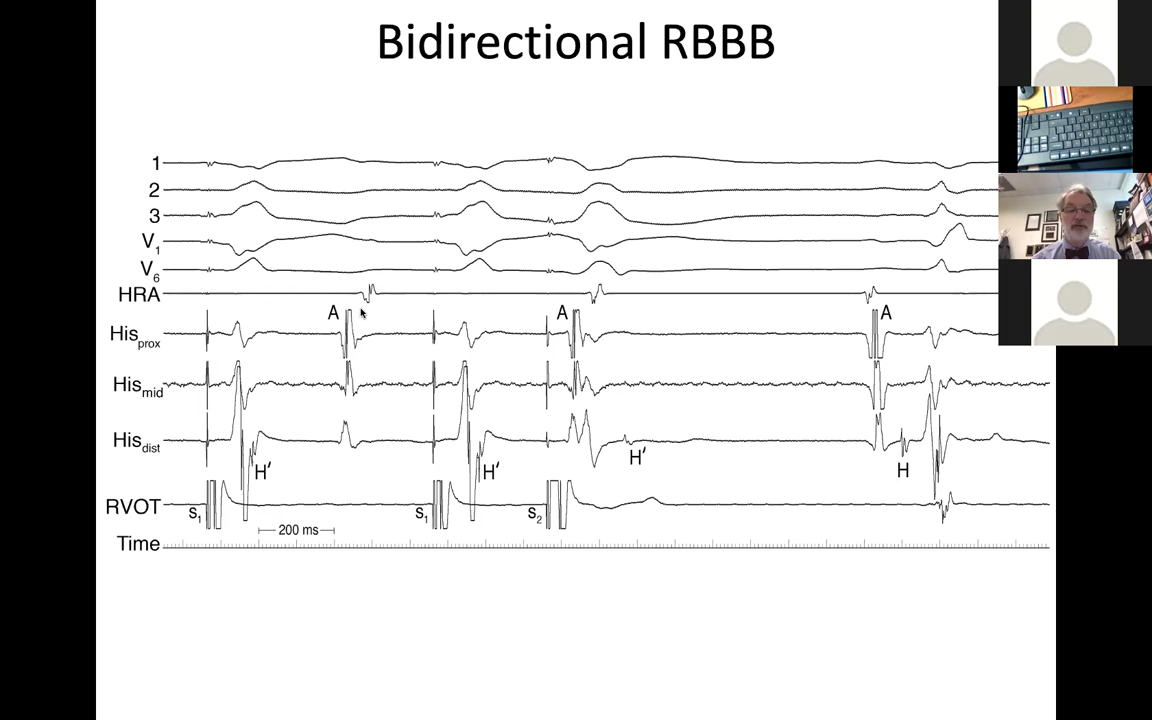 Bidirectional RBBB
1
2
3
V1
V6
HRA
A A A
Hisprox
Hismid
Hisdist
H′ H′ H′ H
RVOT
S1 S1 S2
200 ms
Time